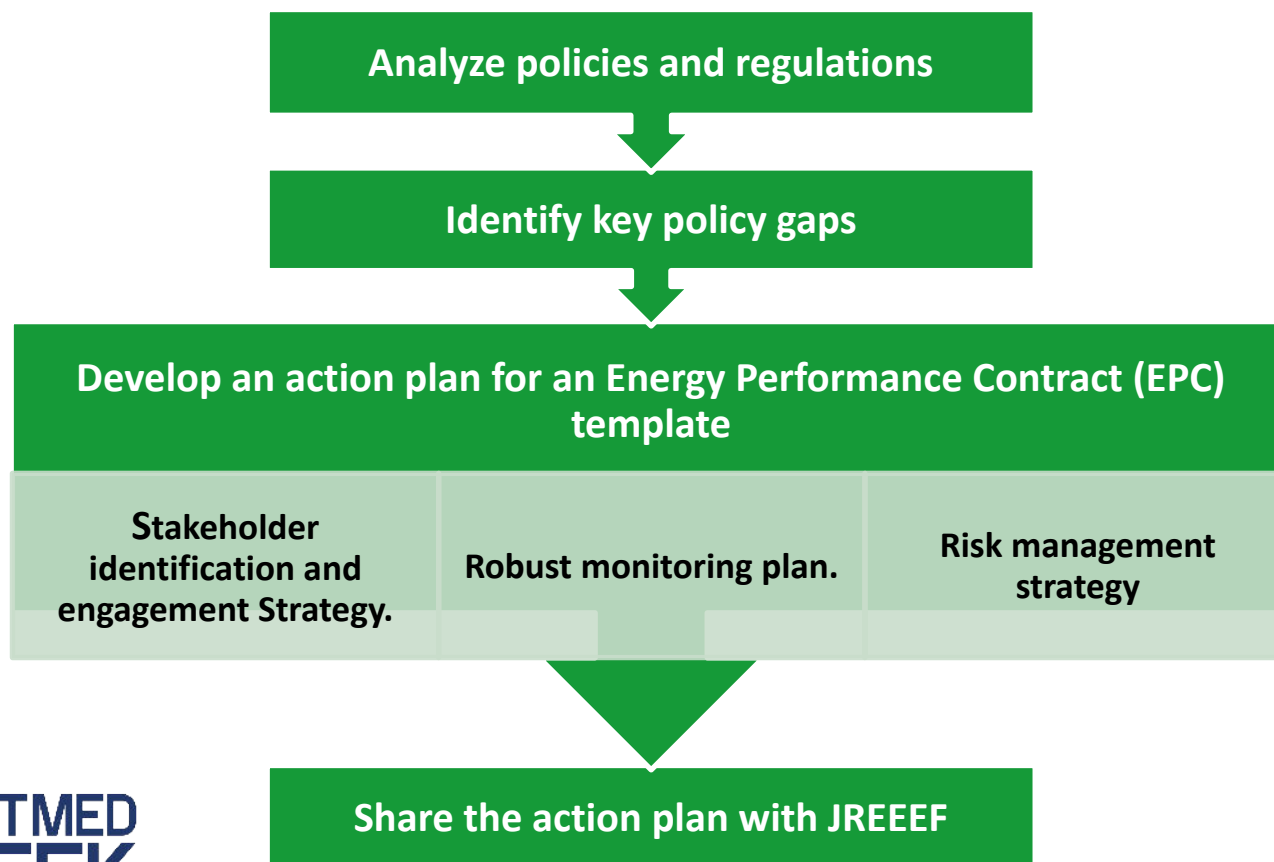 Analyze policies and regulations
Identify key policy gaps
Develop an action plan for an Energy Performance Contract (EPC)
template
Stakeholder
identification and
engagement Strategy.
Robust monitoring plan.
Risk management
strategy
Share the action plan with JREEEF
TMED